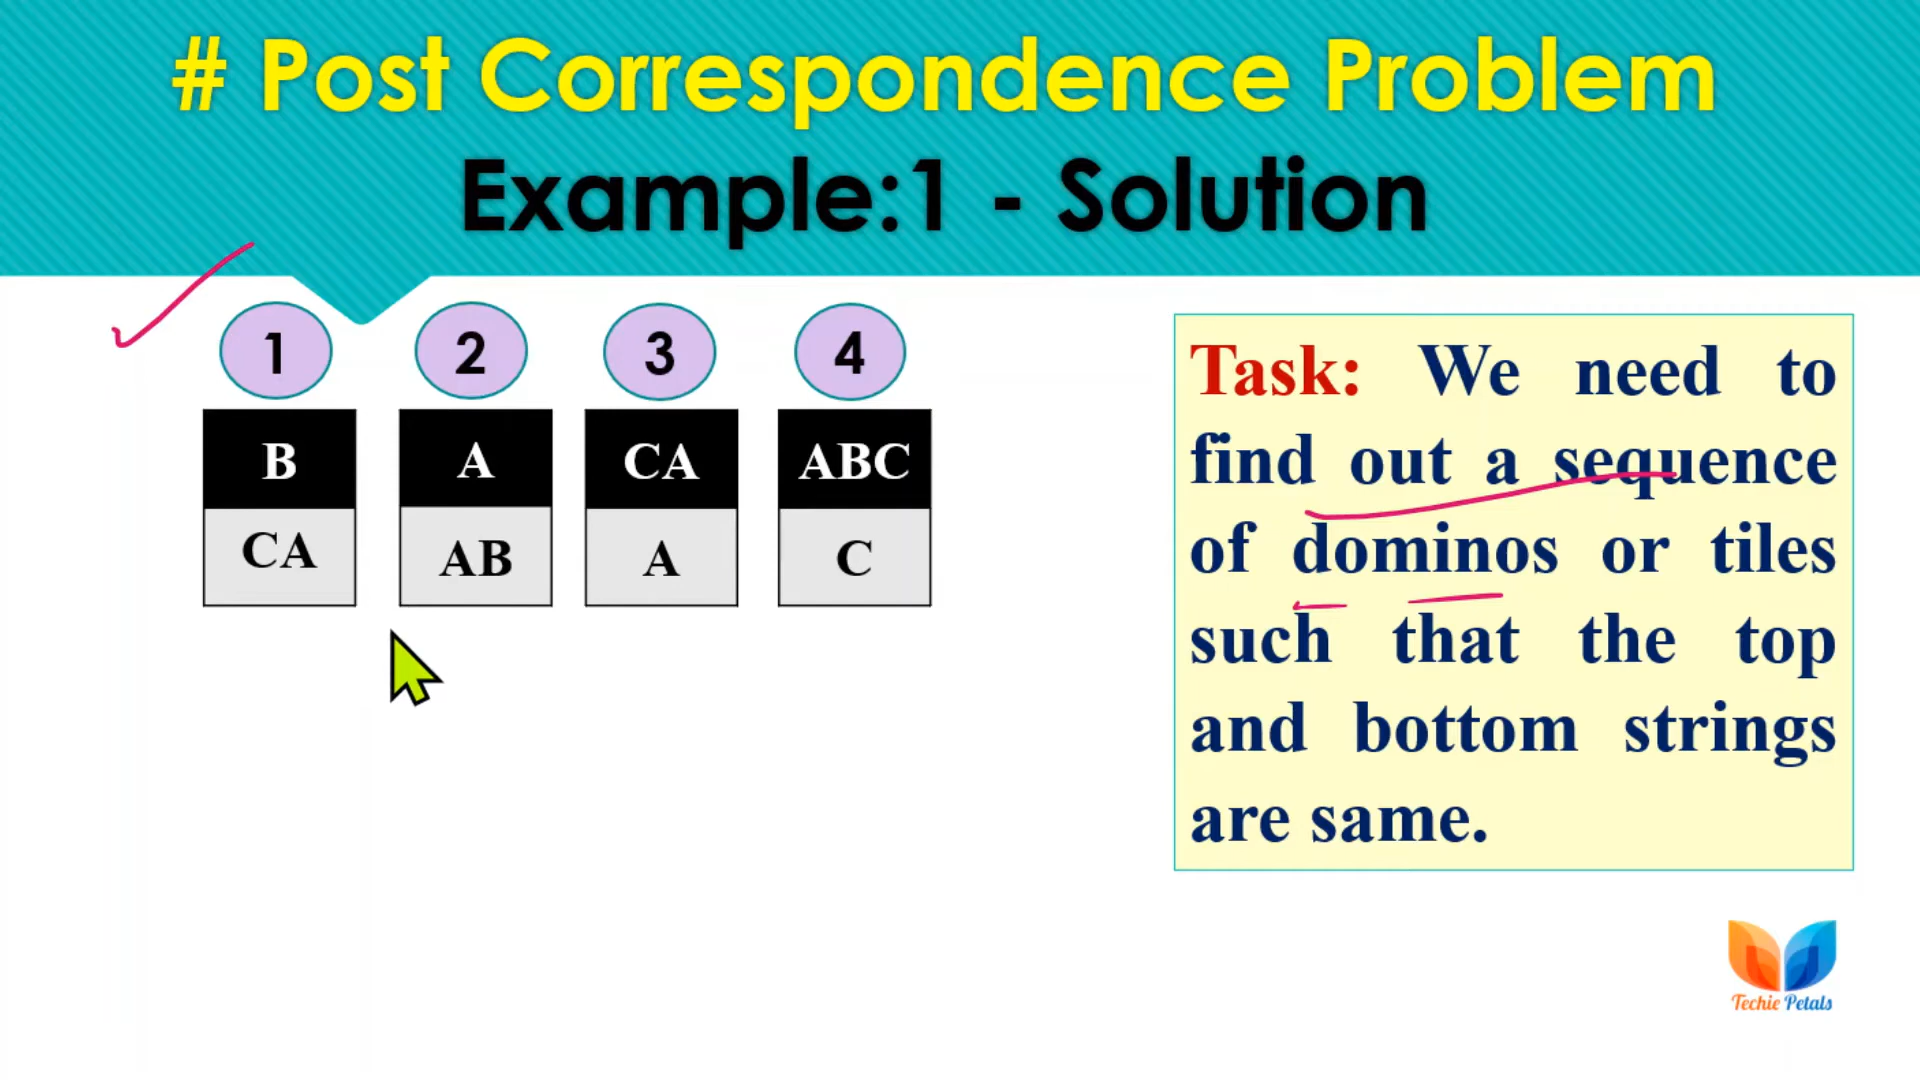 # Post Correspondence Problem
Example:1 - Solution
1 2 3 4
B A CA ABC
CA AB A C
Task: We need to
find out a sequence
of dominos or tiles
such that the top
and bottom strings
are same.
Techie Petals